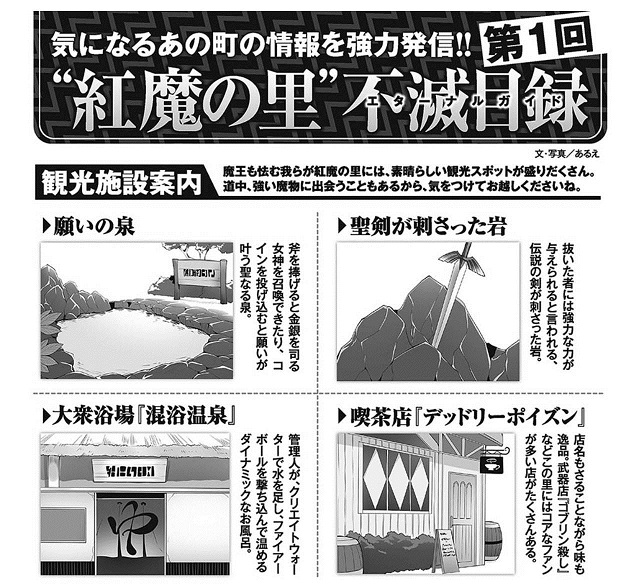 気になるあの町の情報を強力発信!!
第1回
“紅魔の里”不滅目録
エターナルガイド
文・写真／あるえ
観光施設案内
魔王も怯む我らが紅魔の里には、素晴らしい観光スポットが盛りだくさん。
道中、強い魔物に出会うこともあるから、気をつけてお越しくださいね。
▶願いの泉
斧を捧げると金銀を司る
女神を召喚できたり、コ
インを投げ込むと願いが
叶う聖なる泉。
▶聖剣が刺さった岩
抜いた者には強力な力が
与えられると言われる、
伝説の剣が刺さった岩。
▶大衆浴場『混浴温泉』
管理人が、クリエイトウォー
ターで水を足し、ファイアー
ボールを撃ち込んで温める
ダイナミックなお風呂。
▶喫茶店『デッドリーポイズン』
店名もさることながら味も
逸品。武器店『ゴブリン殺し』
などこの里にはコアなファン
が多い店がたくさんある。